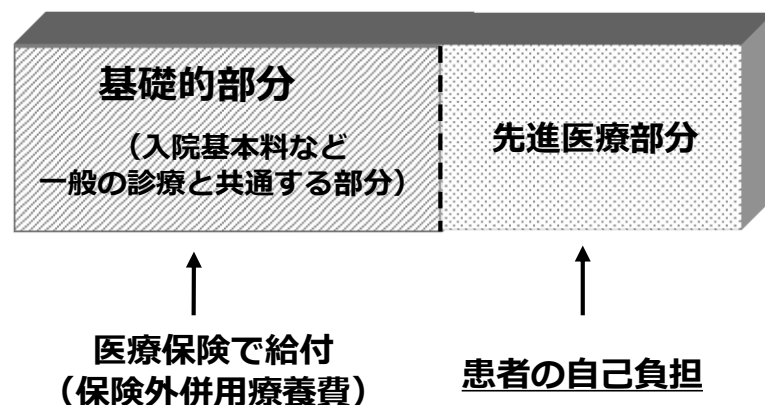 基礎的部分
（入院基本料など
一般の診療と共通する部分）
先進医療部分
医療保険で給付
（保険外併用療養費）
患者の自己負担